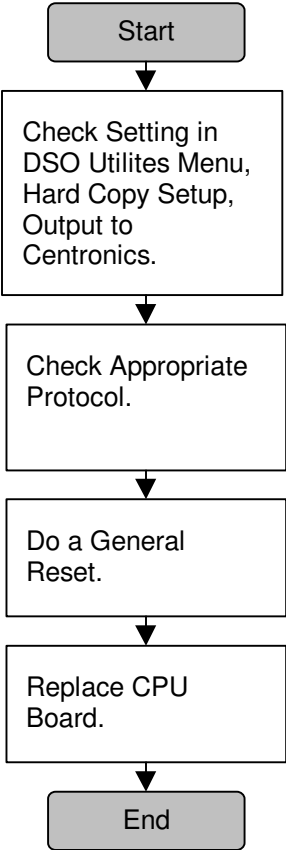 Start
Check Setting in
DSO Utilites Menu,
Hard Copy Setup,
Output to
Centronics.
Check Appropriate
Protocol.
Do a General
Reset.
Replace CPU
Board.
End